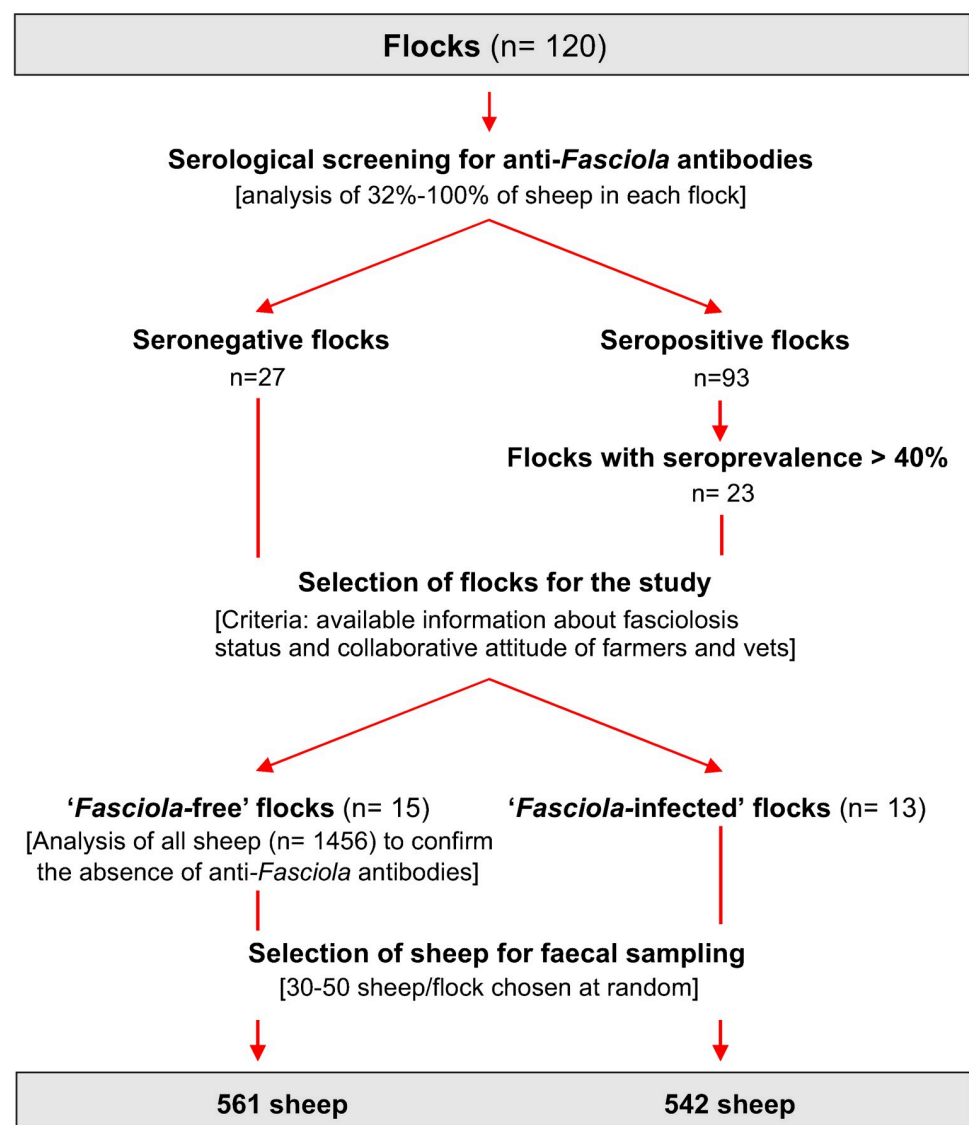 Flocks (n= 120)
Serological screening for anti-Fasciola antibodies
[analysis of 32%-100% of sheep in each flock]
Seronegative flocks
n=27
Seropositive flocks
n=93
Flocks with seroprevalence > 40%
n= 23
Selection of flocks for the study
[Criteria: available information about fasciolosis
status and collaborative attitude of farmers and vets]
‘Fasciola-free’ flocks (n= 15)
[Analysis of all sheep (n= 1456) to confirm
the absence of anti-Fasciola antibodies]
‘Fasciola-infected’ flocks (n= 13)
Selection of sheep for faecal sampling
[30-50 sheep/flock chosen at random]
561 sheep
542 sheep